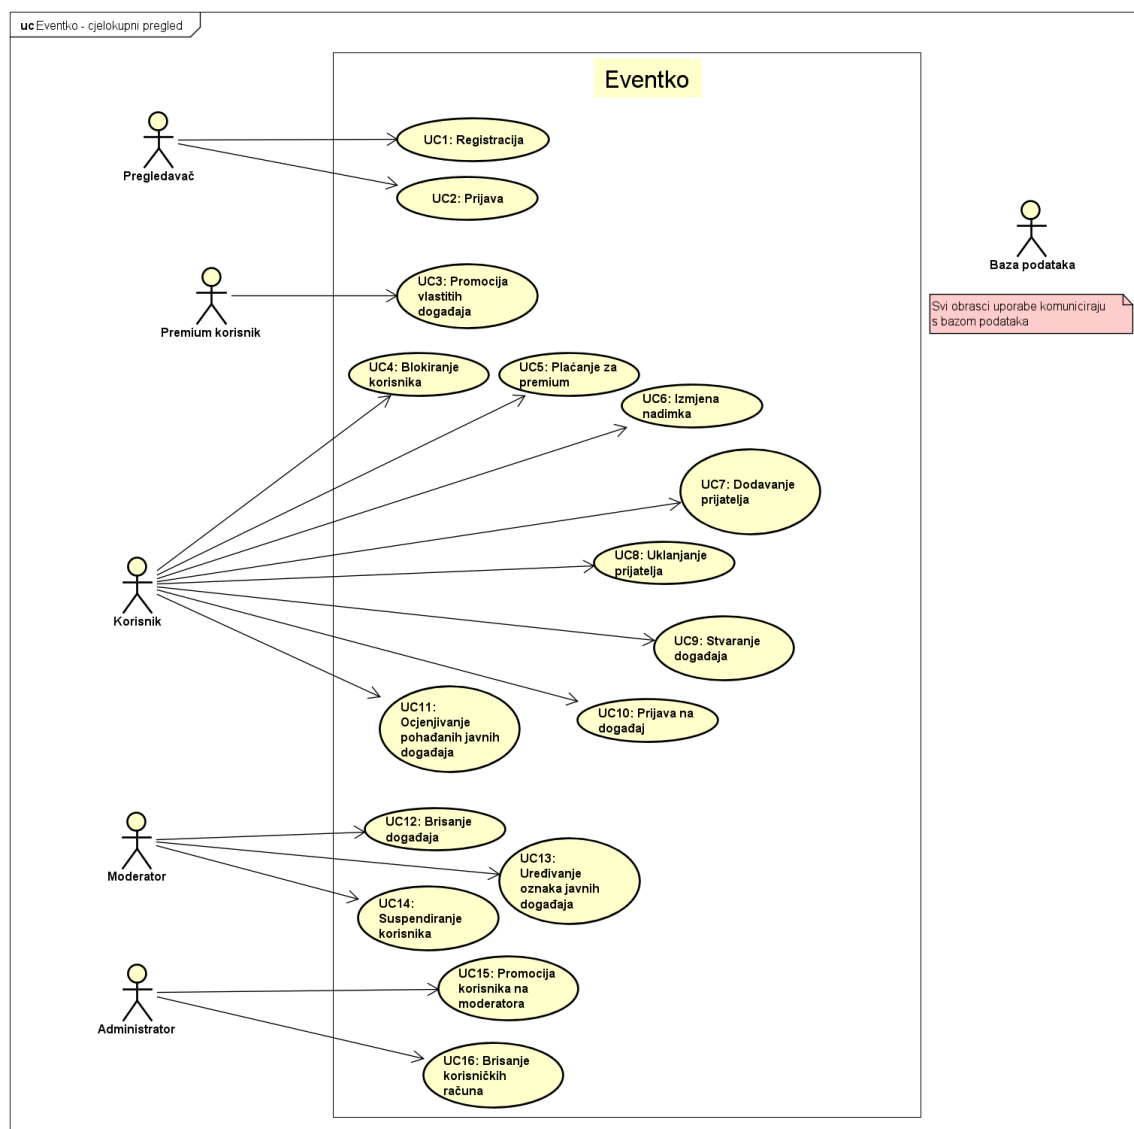 uc Eventko - cjelokupni pregled
Eventko
UC1: Registracija
Pregledavač
UC2: Prijava
Baza podataka
UC3: Promocija
vlastitih
događaja
Premium korisnik
Svi obrasci uporabe komuniciraju
s bazom podataka
UC4: Blokiranje
korisnika
UC5: Plaćanje za
premium
UC6: Izmjena
nadimka
UC7: Dodavanje
prijatelja
UC8: Uklanjanje
prijatelja
Korisnik
UC9: Stvaranje
događaja
UC10: Prijava na
događaj
UC11:
Ocjenjivanje
pohađanih javnih
događaja
UC12: Brisanje
događaja
Moderator
UC13:
Uređivanje
oznaka javnih
događaja
UC14:
Suspendiranje
korisnika
UC15: Promocija
korisnika na
moderatora
Administrator
UC16: Brisanje
korisničkih
računa